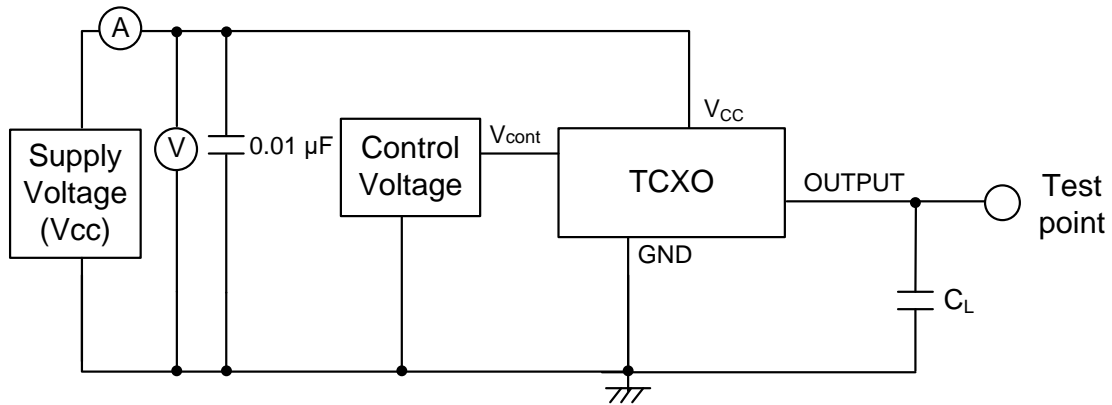 A
V
0.01 µF
Supply
Voltage
(Vcc)
Control
Voltage
Vcont
VCC
TCXO
GND
OUTPUT
Test
point
CL